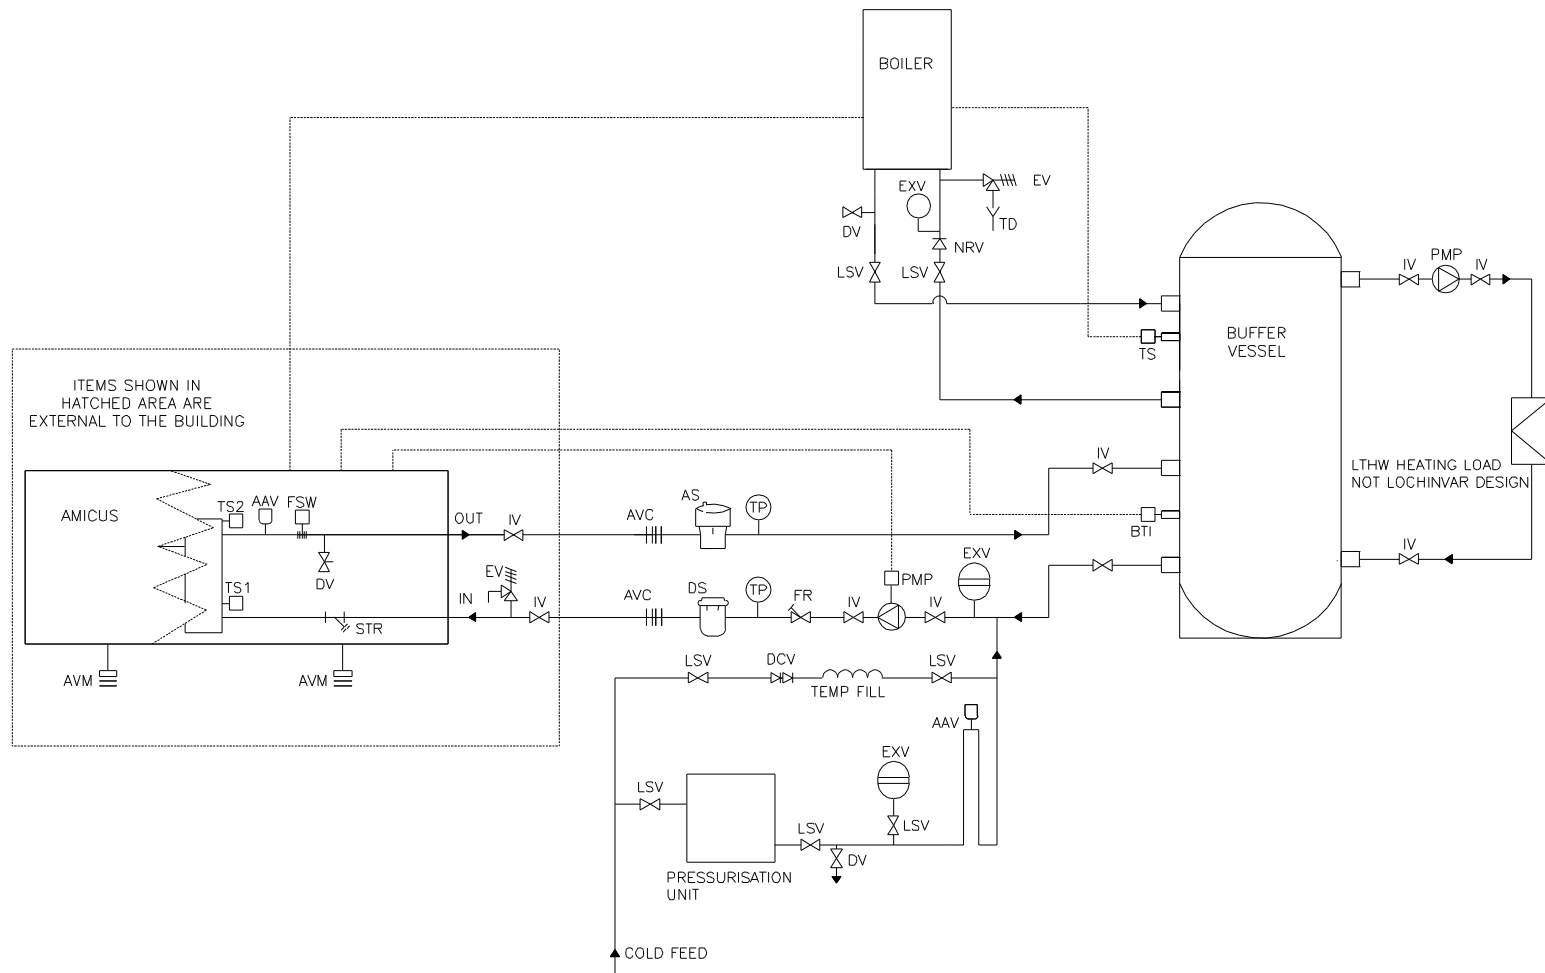 BOILER
EXV
EV
TD
DV
NRV
LSV
LSV
PMP
IV
IV
BUFFER
VESSEL
TS
ITEMS SHOWN IN
HATCHED AREA ARE
EXTERNAL TO THE BUILDING
IV
LTHW HEATING LOAD
NOT LOCHINVAR DESIGN
AMICUS
TS2
AAV
FSW
OUT
IV
AVC
AS
TP
BTI
DV
EV
TS1
IN
IV
AVC
DS
TP
FR
IV
PMP
IV
EXV
IV
STR
AVM
AVM
LSV
DCV
LSV
TEMP FILL
AAV
EXV
LSV
LSV
LSV
DV
PRESSURISATION
UNIT
COLD FEED